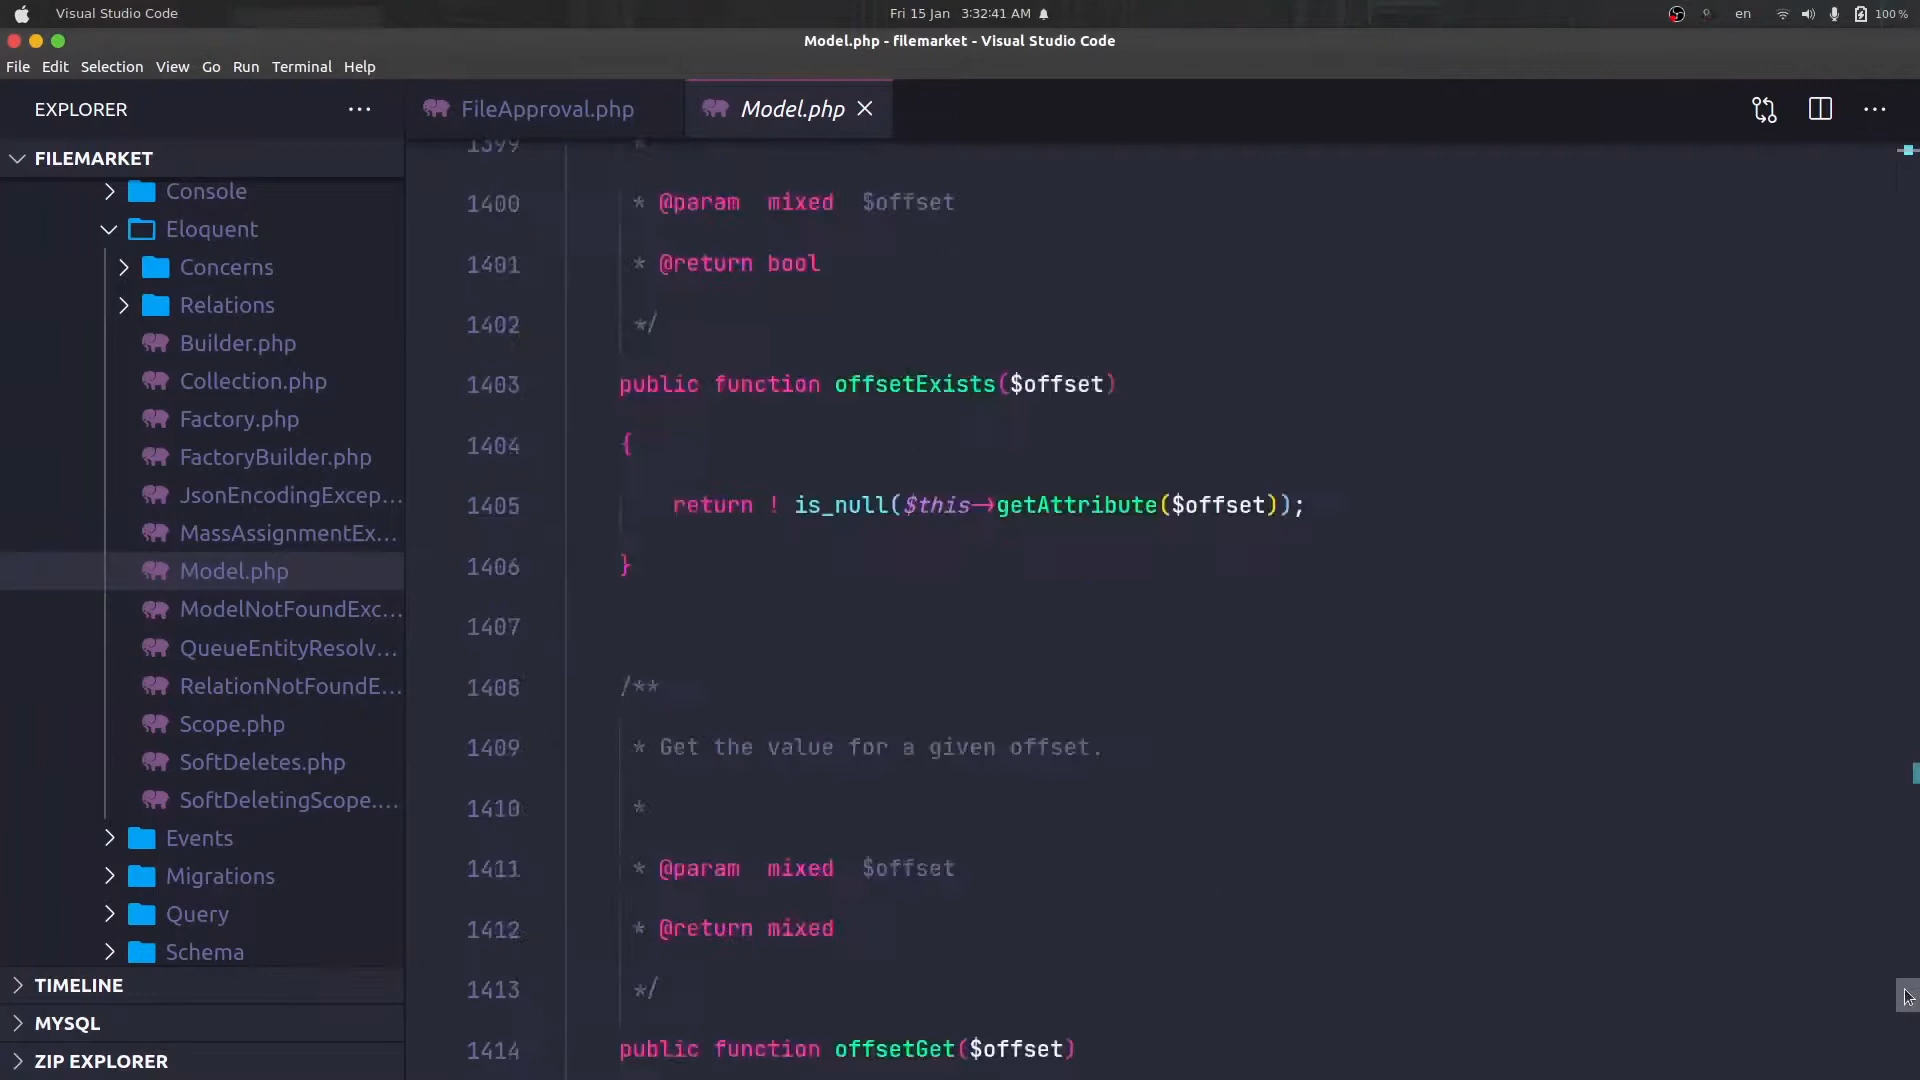 Visual Studio Code
Fri 15 Jan 3:32:41 AM
en
100 %
Model.php - filemarket - Visual Studio Code
File Edit Selection View Go Run Terminal Help
EXPLORER
FILEMARKET
Console
Eloquent
Concerns
Relations
Builder.php
Collection.php
Factory.php
FactoryBuilder.php
JsonEncodingExcep...
MassAssignmentEx...
Model.php
ModelNotFoundExc...
QueueEntityResolv...
RelationNotFoundE...
Scope.php
SoftDeletes.php
SoftDeletingScope....
Events
Migrations
Query
Schema
TIMELINE
MYSQL
ZIP EXPLORER
FileApproval.php
Model.php
1399 *
1400 * @param mixed $offset
1401 * @return bool
1402 */
1403 public function offsetExists($offset)
1404 {
1405 return ! is_null($this->getAttribute($offset));
1406 }
1407
1408 /**
1409 * Get the value for a given offset.
1410 *
1411 * @param mixed $offset
1412 * @return mixed
1413 */
1414 public function offsetGet($offset)